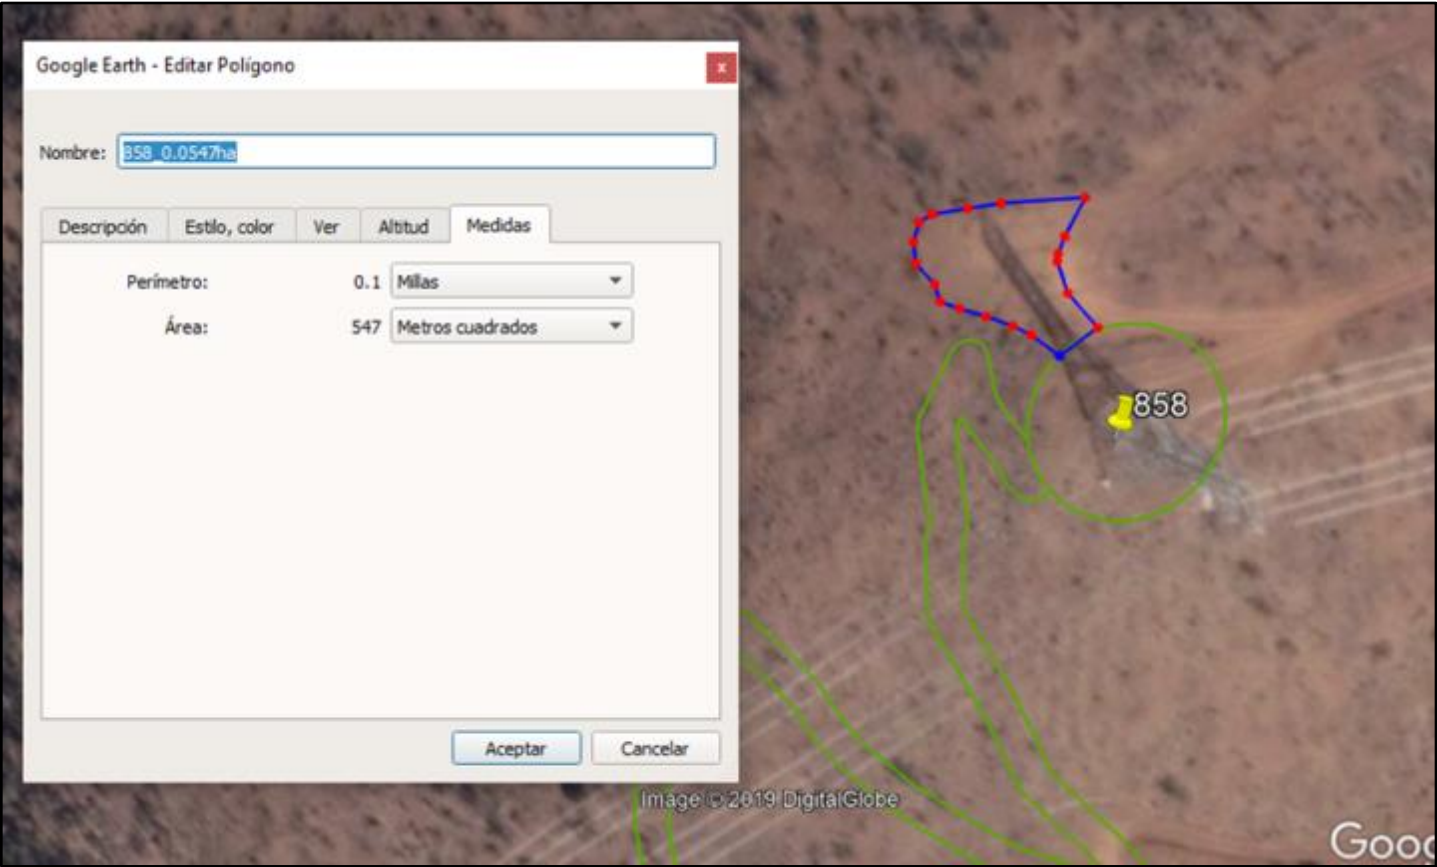 Google Earth - Editar Polígono
x
Nombre: 858_0.0547ha
Descripción Estilo, color Ver Altitud Medidas
Perímetro: 0.1 Millas
Área: 547 Metros cuadrados
858
Aceptar Cancelar
Image © 2019 DigitalGlobe
Goog